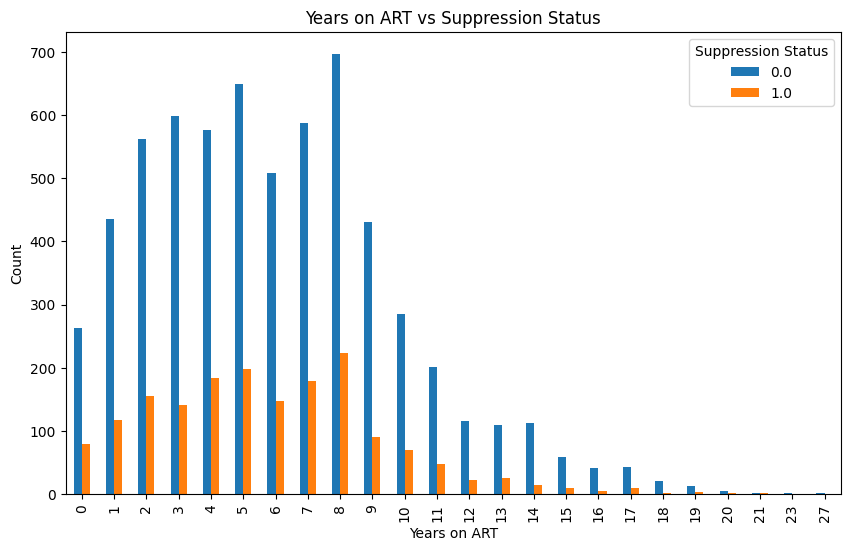 Years on ART vs Suppression Status
Suppression Status
0.0
1.0
700
600
500
400
300
200
100
0
Count
0 1 2 3 4 5 6 7 8 9 10 11 12 13 14 15 16 17 18 19 20 21 23 27
Years on ART